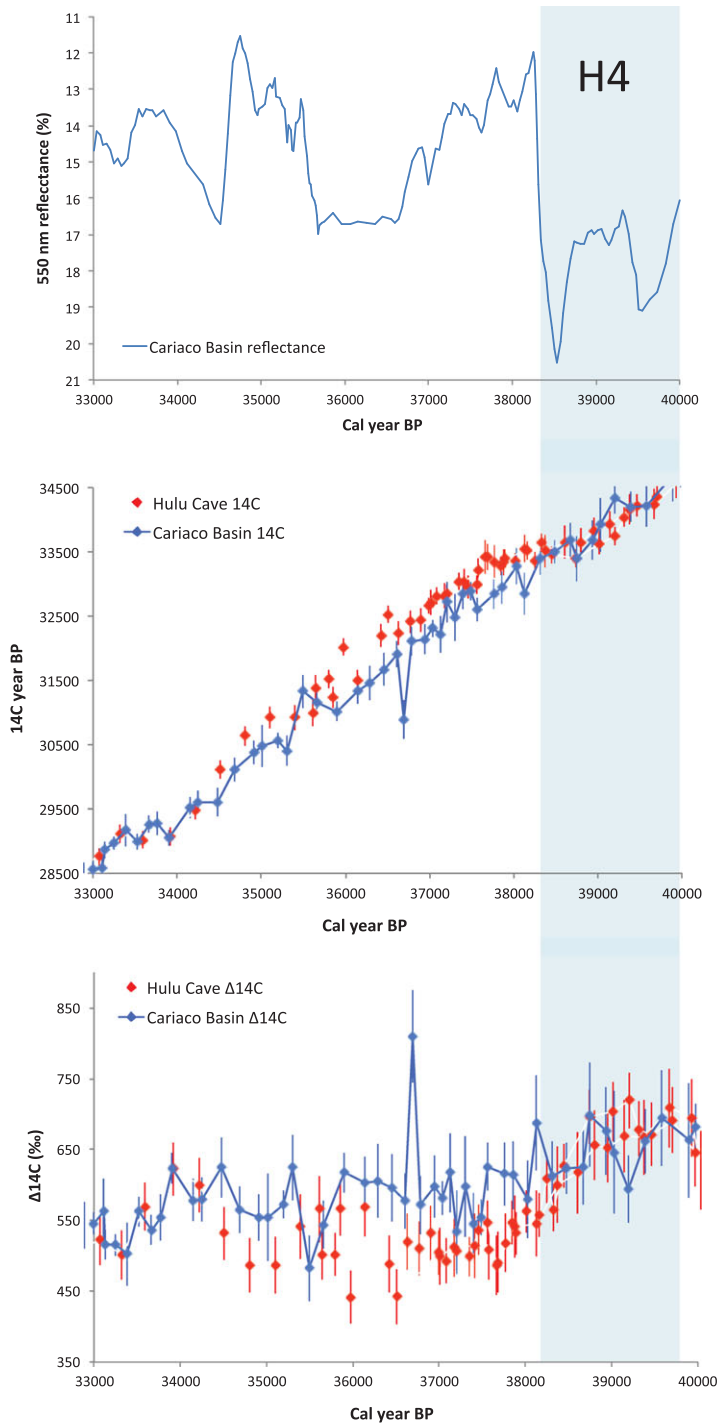 11
12
13
14
15
16
17
18
19
20
21
550 nm reflecctance (%)
H4
Cariaco Basin reflectance
33000 34000 35000 36000 37000 38000 39000 40000
Cal year BP
34500
33500
32500
31500
30500
29500
28500
14C year BP
Hulu Cave 14C
Cariaco Basin 14C
33000 34000 35000 36000 37000 38000 39000 40000
Cal year BP
850
750
650
550
450
350
Δ14C (‰)
Hulu Cave Δ14C
Cariaco Basin Δ14C
33000 34000 35000 36000 37000 38000 39000 40000
Cal year BP